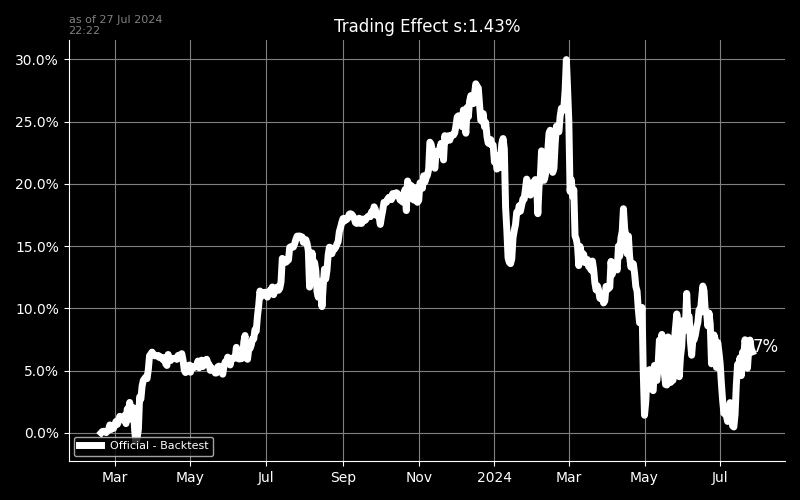 as of 27 Jul 2024
22:22
Trading Effect s:1.43%
30.0%
25.0%
20.0%
15.0%
10.0%
5.0%
0.0%
7%
Official - Backtest
Mar May Jul Sep Nov 2024 Mar May Jul